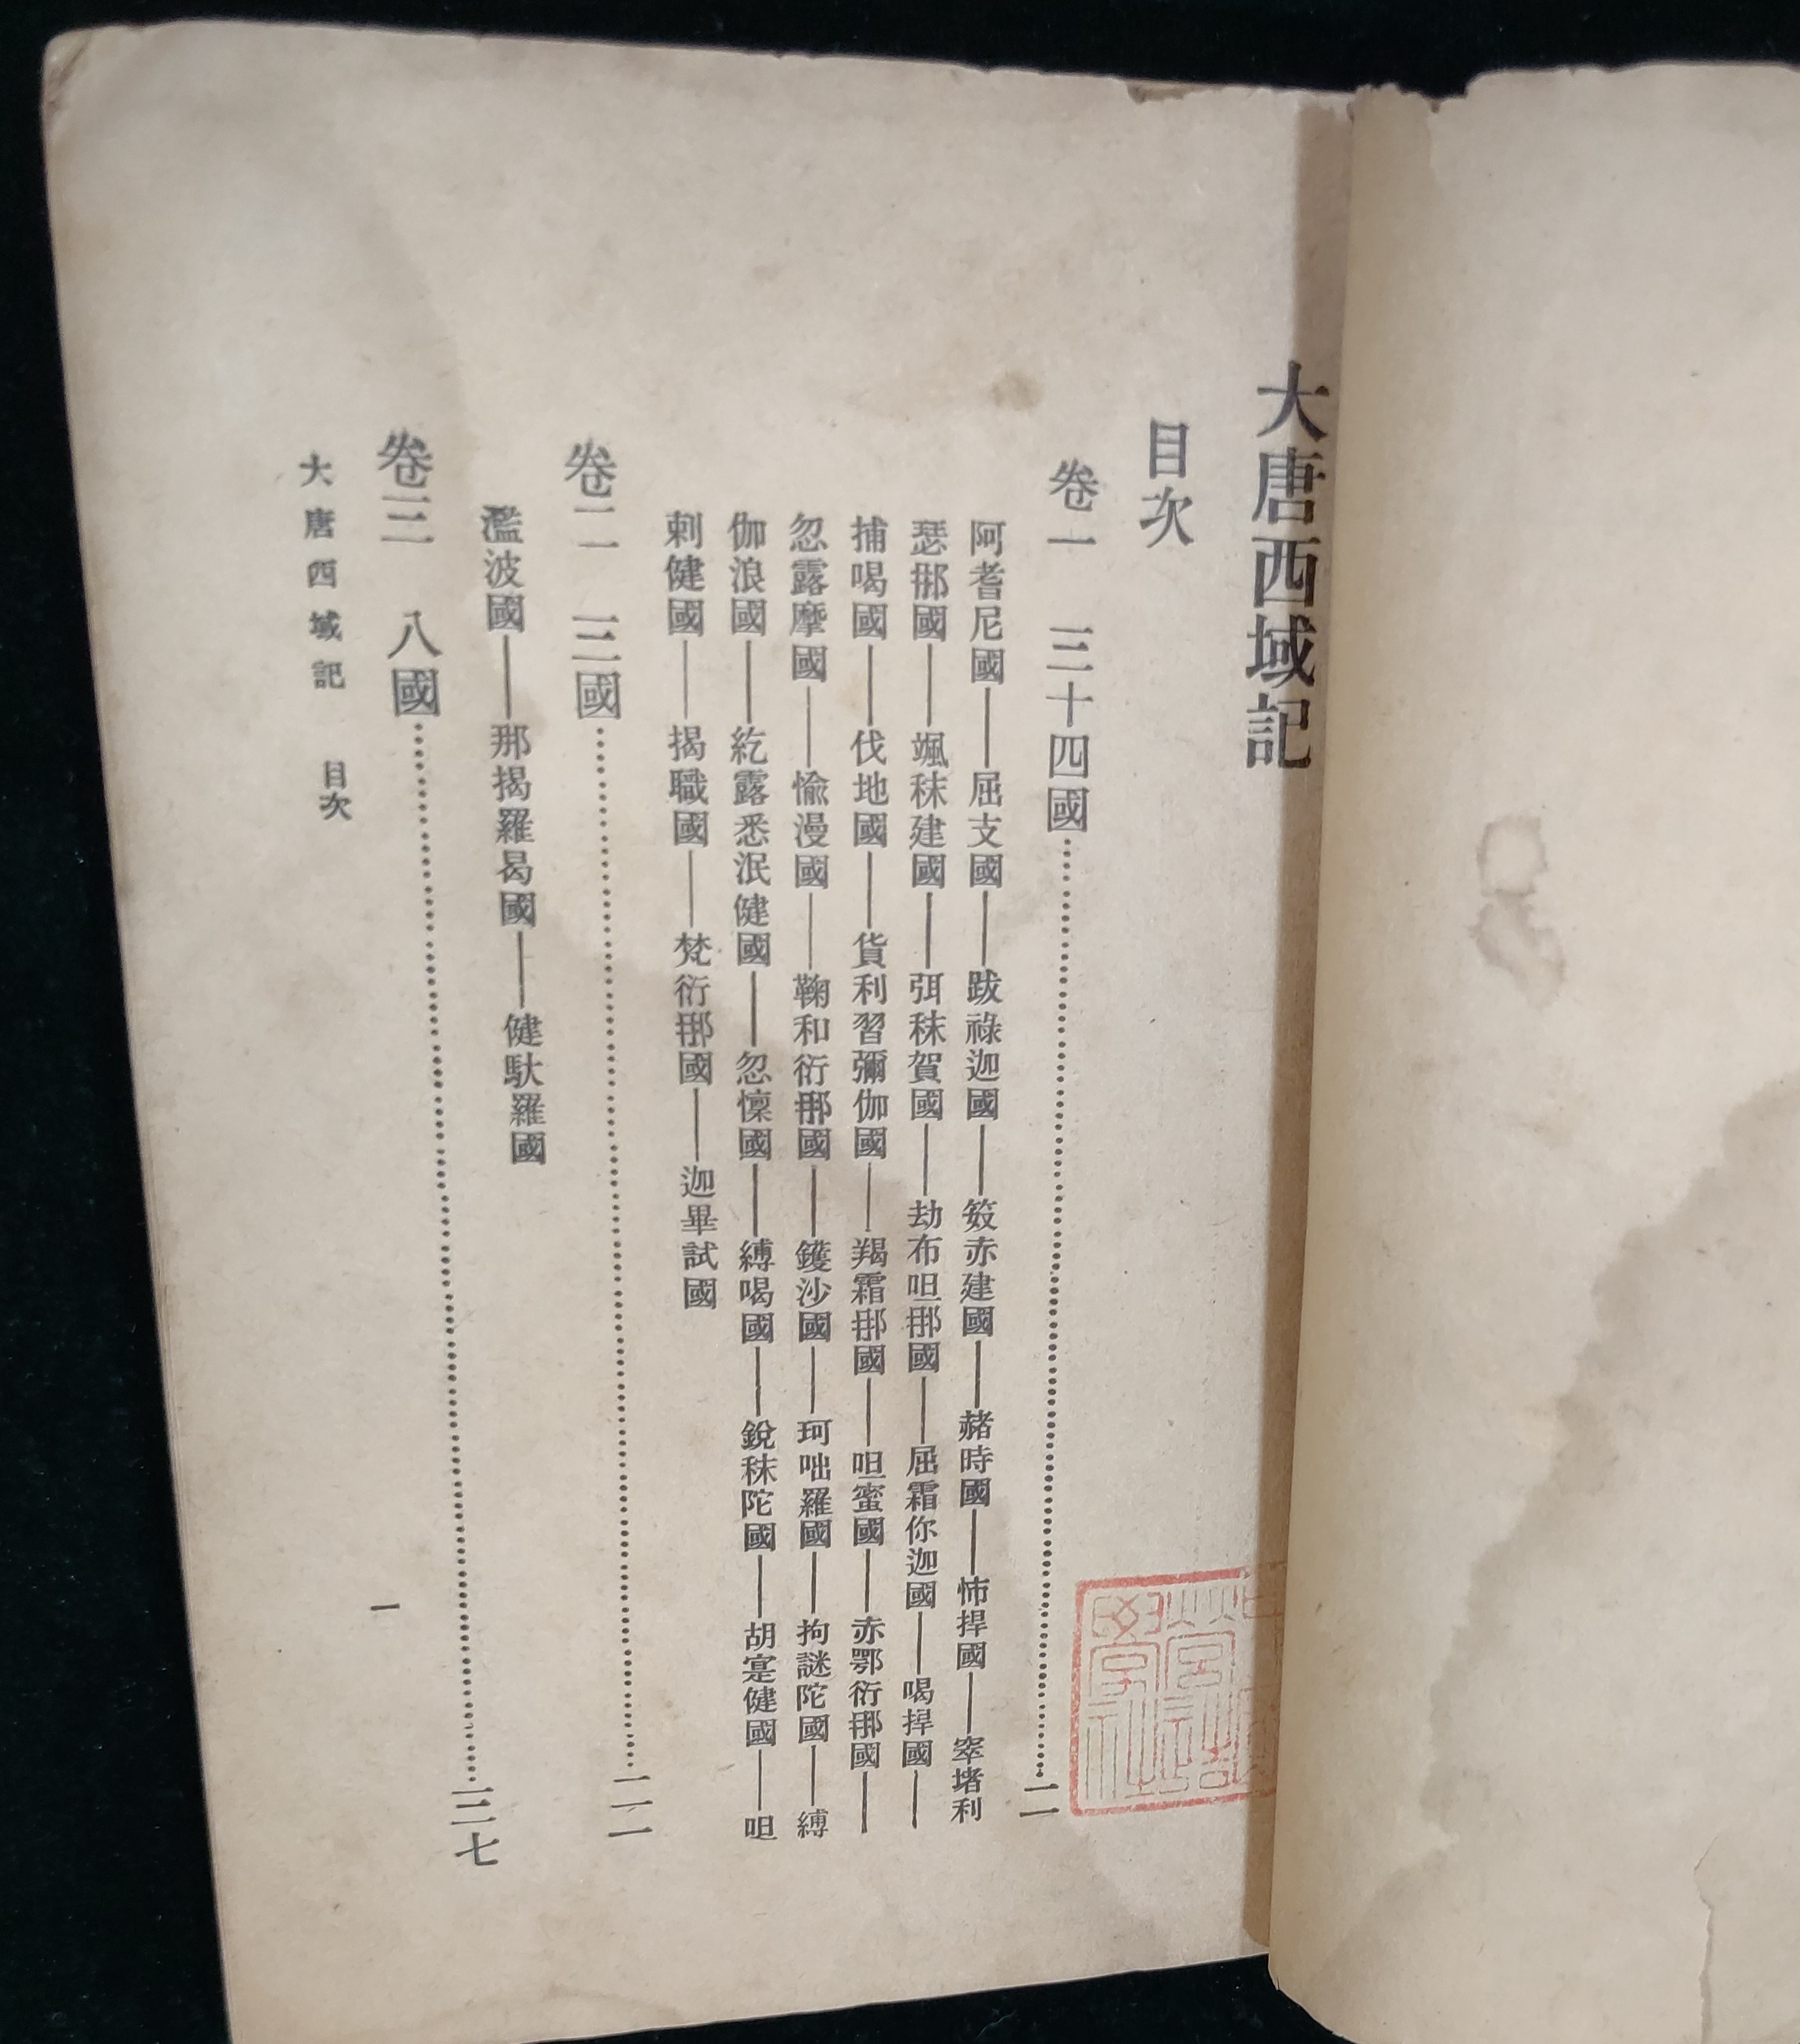 大唐西域記
目次
卷一　三十四國……二
阿耆尼國——屈支國——跋祿迦國——笯赤建國——赭時國——㤄捍國——窣堵利
瑟𨙻國——颯秣建國——弭秣賀國——劫布呾𨙻國——屈霜你迦國——喝捍國——
捕喝國——伐地國——貨利習彌伽國——羯霜𨙻國——呾蜜國——赤鄂衍𨙻國——
忽露摩國——愉漫國——鞠和衍𨙻國——鑊沙國——珂咄羅國——拘謎陀國——縛
伽浪國——紇露悉泯健國——忽懍國——縛喝國——銳秣陀國——胡寔健國——呾
剌健國——揭職國——梵衍𨙻國——迦畢試國
卷二　三國……二一
濫波國——那揭羅曷國——健馱羅國
卷三　八國……三七
大唐西域記　目次
一